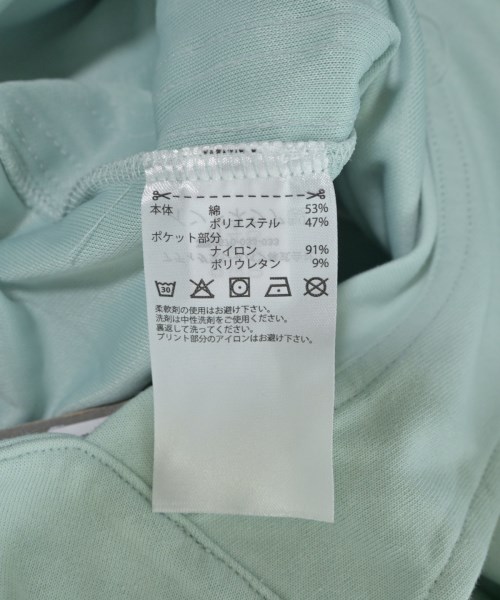 本体 綿 53%
ポリエステル 47%
ポケット部分
ナイロン 91%
ポリウレタン 9%
30
柔軟剤の使用はお避け下さい。
洗剤は中性洗剤をご使用ください。
裏返して洗ってください。
プリント部分のアイロンはお避け下さい。